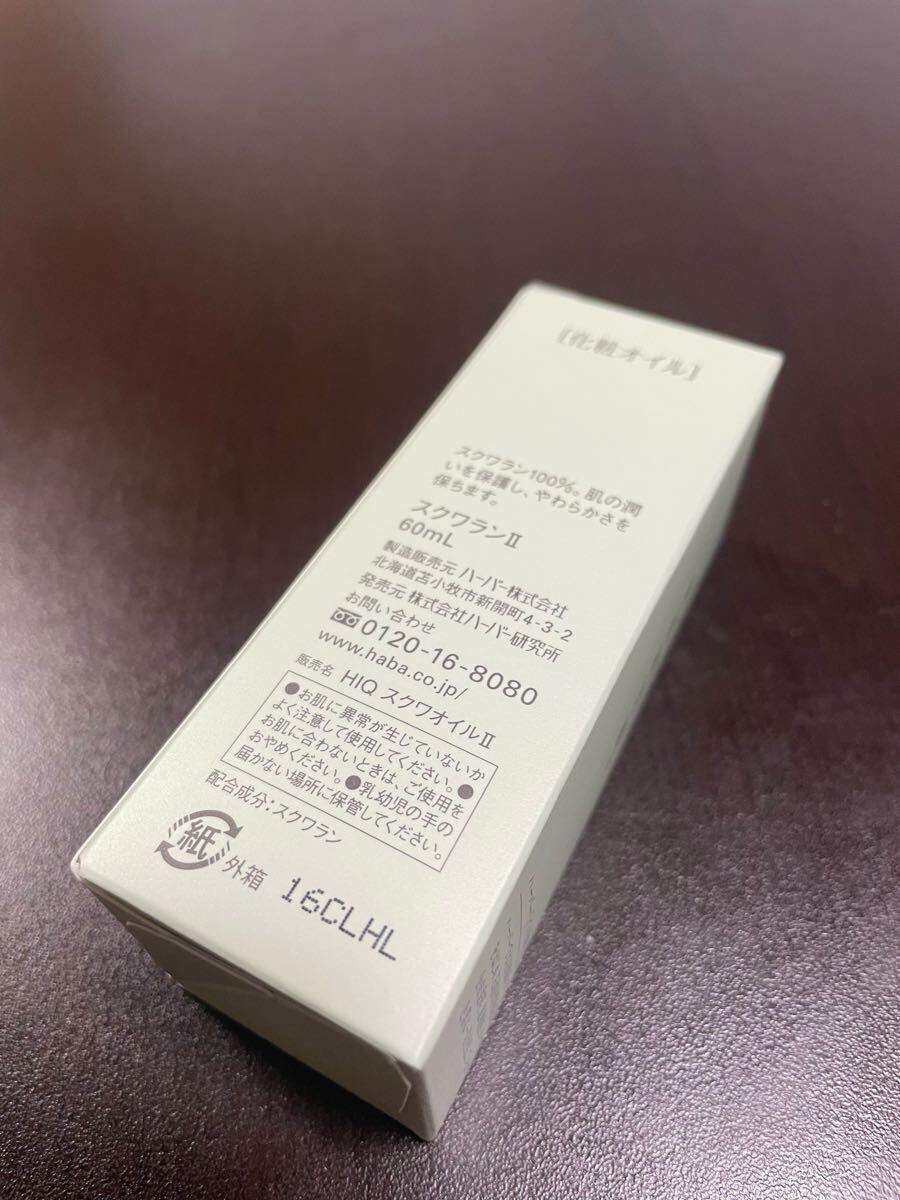 【化粧オイル】
スクワラン100%。肌の潤
いを保護し、やわらかさを
保ちます。
スクワランⅡ
60mL
製造販売元 ハーバー株式会社
北海道苫小牧市新開町4-3-2
発売元 株式会社ハーバー研究所
お問い合わせ
0120-16-8080
www.haba.co.jp/
販売名 HIQ スクワオイルⅡ
●お肌に異常が生じていないか
よく注意して使用してください。●
お肌に合わないときは、ご使用を
おやめください。●乳幼児の手の
届かない場所に保管してください。
配合成分:スクワラン
紙 外箱
16CLHL